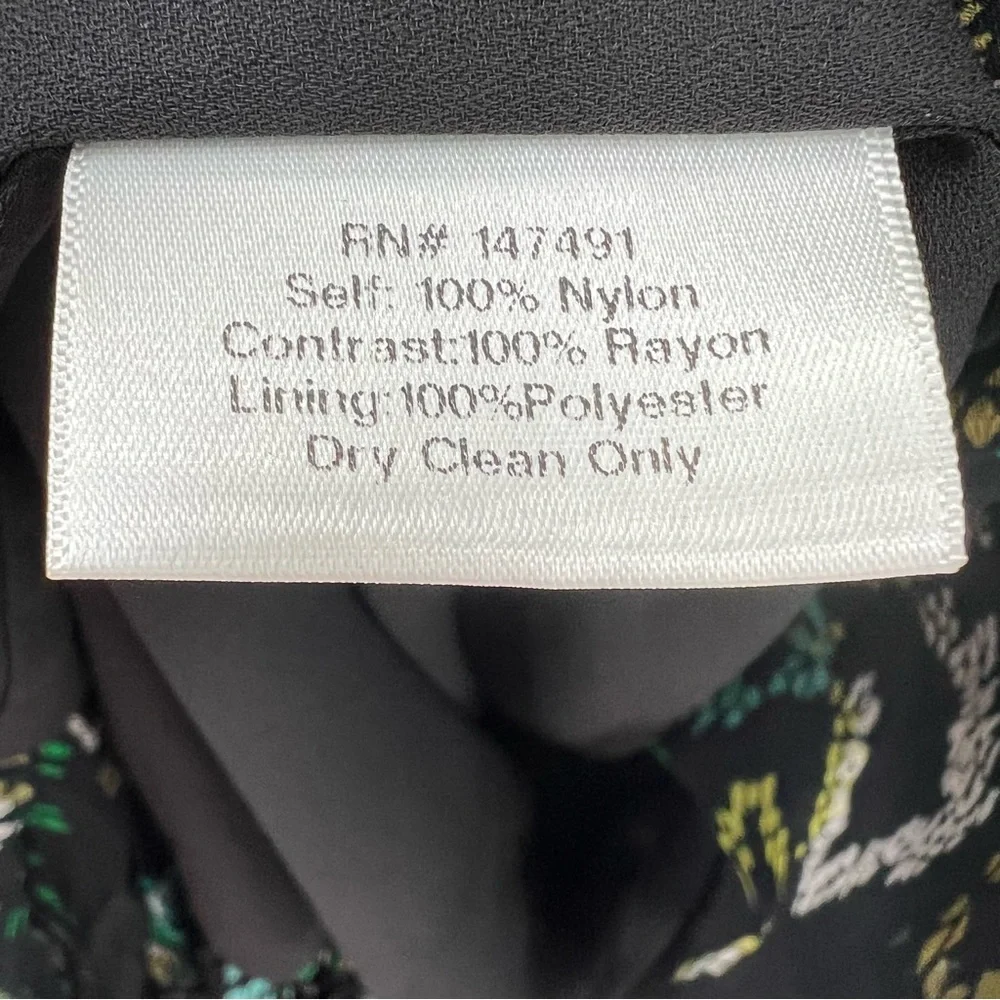 RN# 147491
Self: 100% Nylon
Contrast:100% Rayon
Lining:100%Polyester
Dry Clean Only